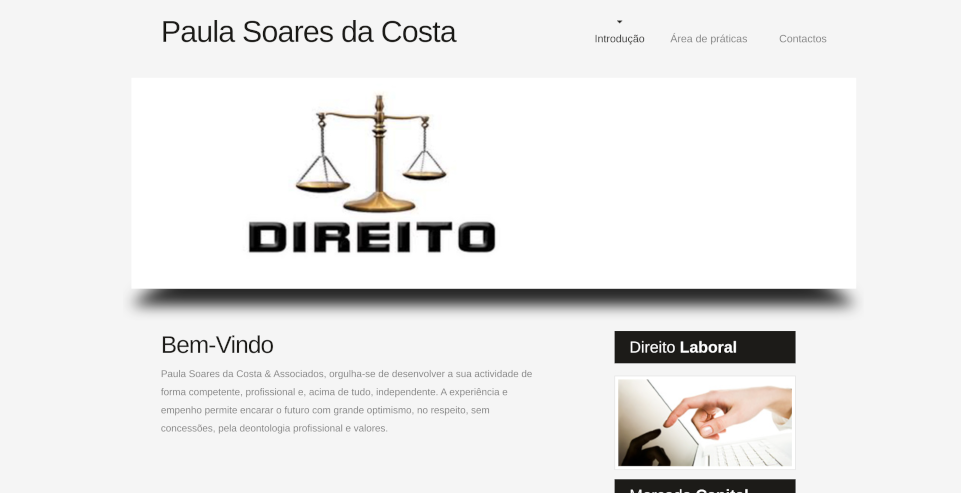 Paula Soares da Costa
Introdução
Área de práticas
Contactos
DIREITO
Bem-Vindo
Paula Soares da Costa & Associados, orgulha-se de desenvolver a sua actividade de
forma competente, profissional e, acima de tudo, independente. A experiência e
empenho permite encarar o futuro com grande optimismo, no respeito, sem
concessões, pela deontologia profissional e valores.
Direito Laboral
Mercado Capital